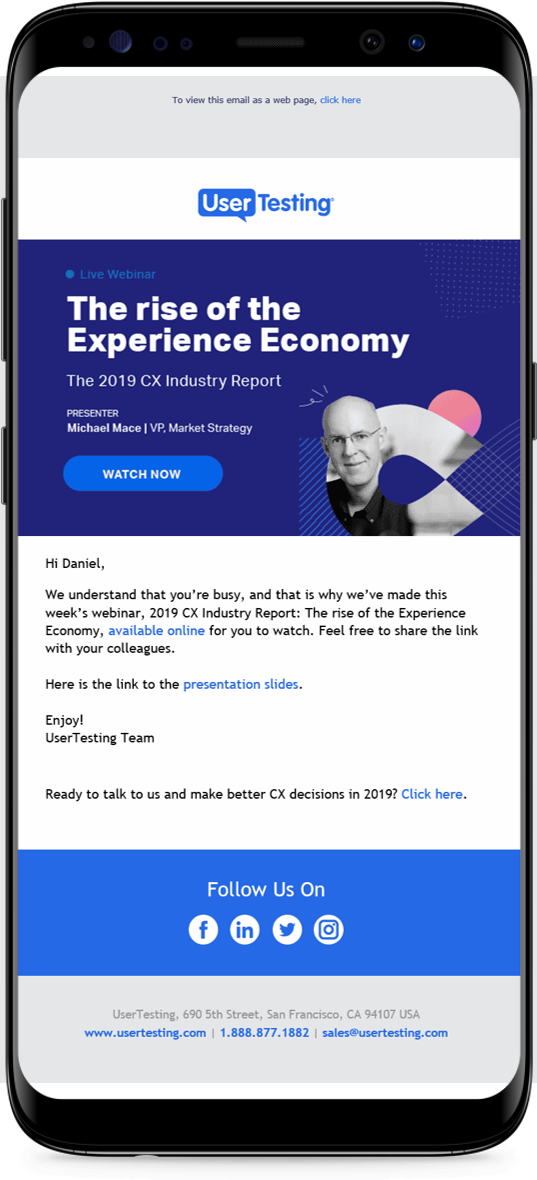 To view this email as a web page, click here
UserTesting®
Live Webinar
The rise of the
Experience Economy
The 2019 CX Industry Report
PRESENTER
Michael Mace | VP, Market Strategy
WATCH NOW
Hi Daniel,
We understand that you're busy, and that is why we've made this
week's webinar, 2019 CX Industry Report: The rise of the Experience
Economy, available online for you to watch. Feel free to share the link
with your colleagues.
Here is the link to the presentation slides.
Enjoy!
UserTesting Team
Ready to talk to us and make better CX decisions in 2019? Click here.
Follow Us On
f in
UserTesting, 690 5th Street, San Francisco, CA 94107 USA
www.usertesting.com | 1.888.877.1882 | sales@usertesting.com